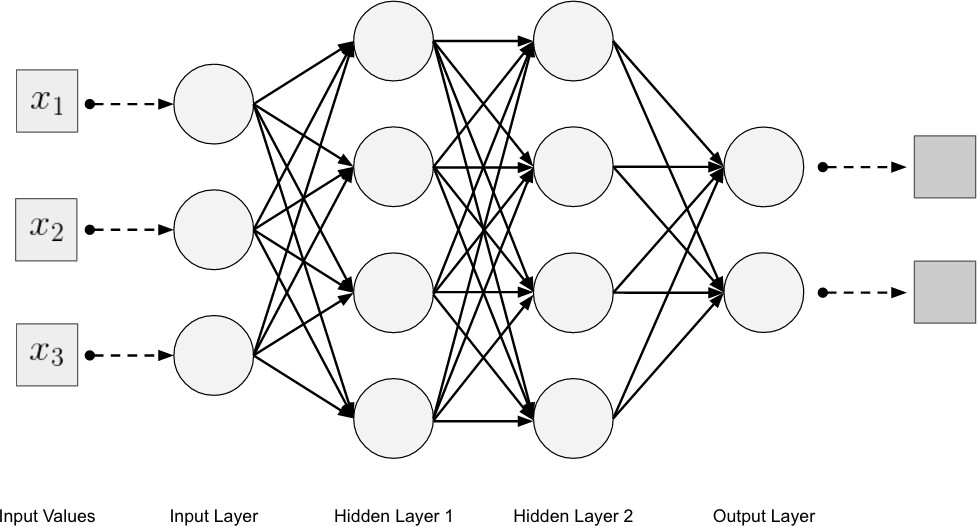 x1
x2
x3
Input Values
Input Layer
Hidden Layer 1
Hidden Layer 2
Output Layer